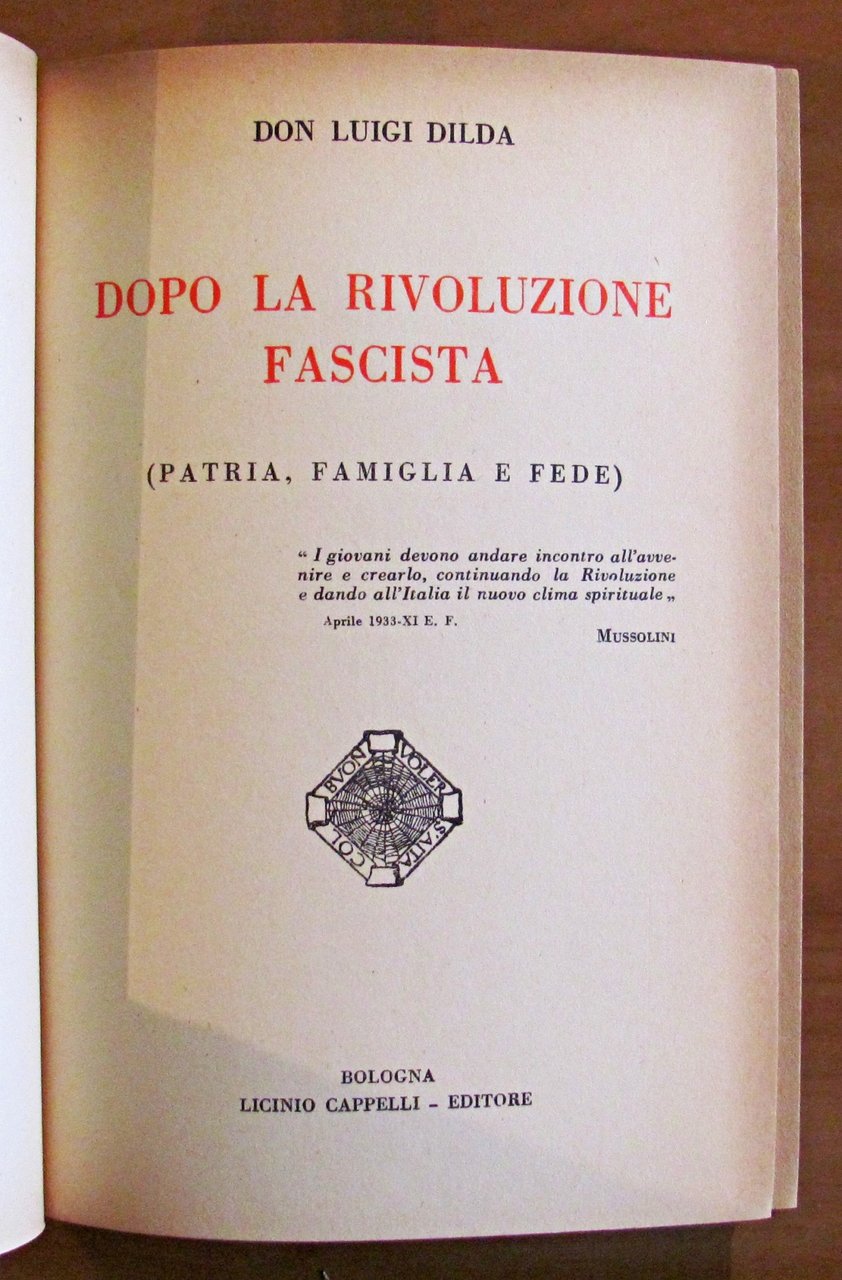 DON LUIGI DILDA
DOPO LA RIVOLUZIONE
FASCISTA
(PATRIA, FAMIGLIA E FEDE)
“ I giovani devono andare incontro all'avve-
nire e crearlo, continuando la Rivoluzione
e dando all'Italia il nuovo clima spirituale „
Aprile 1933-XI E. F.
MUSSOLINI
COL BVON VOLER S'AITA
BOLOGNA
LICINIO CAPPELLI - EDITORE